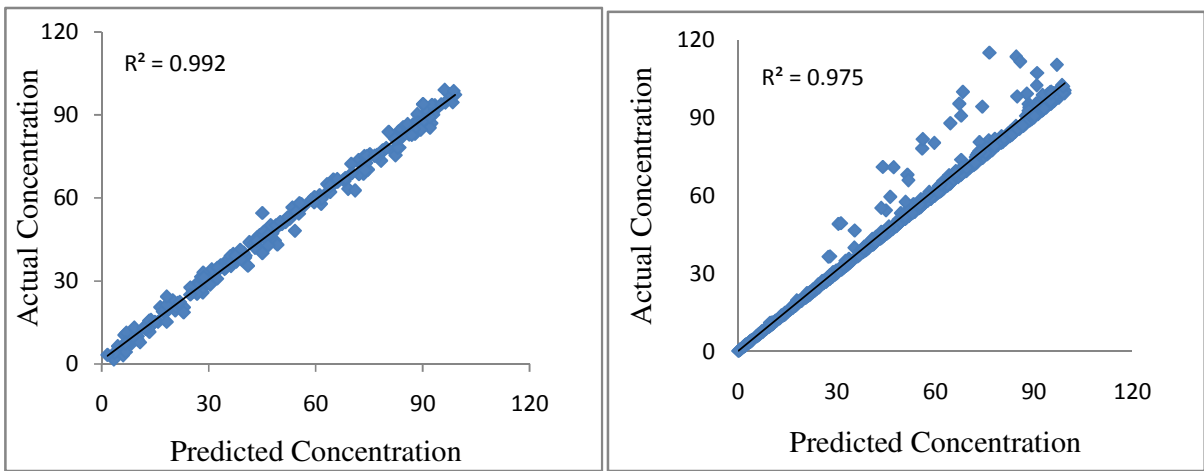 120
R² = 0.992
90
60
30
0
0 30 60 90 120
Actual Concentration
Predicted Concentration
120
R² = 0.975
90
60
30
0
0 30 60 90 120
Actual Concentration
Predicted Concentration